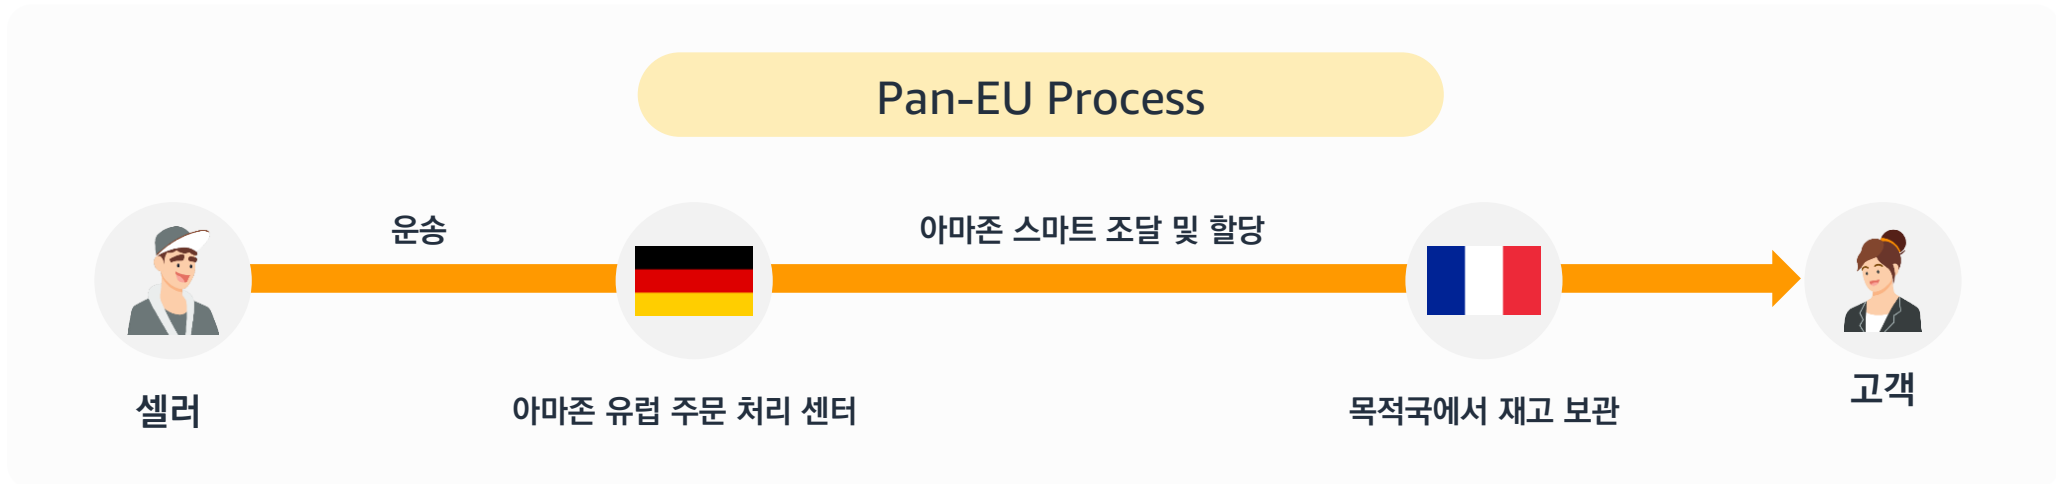 Pan-EU Process
운송
아마존 스마트 조달 및 할당
셀러
아마존 유럽 주문 처리 센터
목적국에서 재고 보관
고객